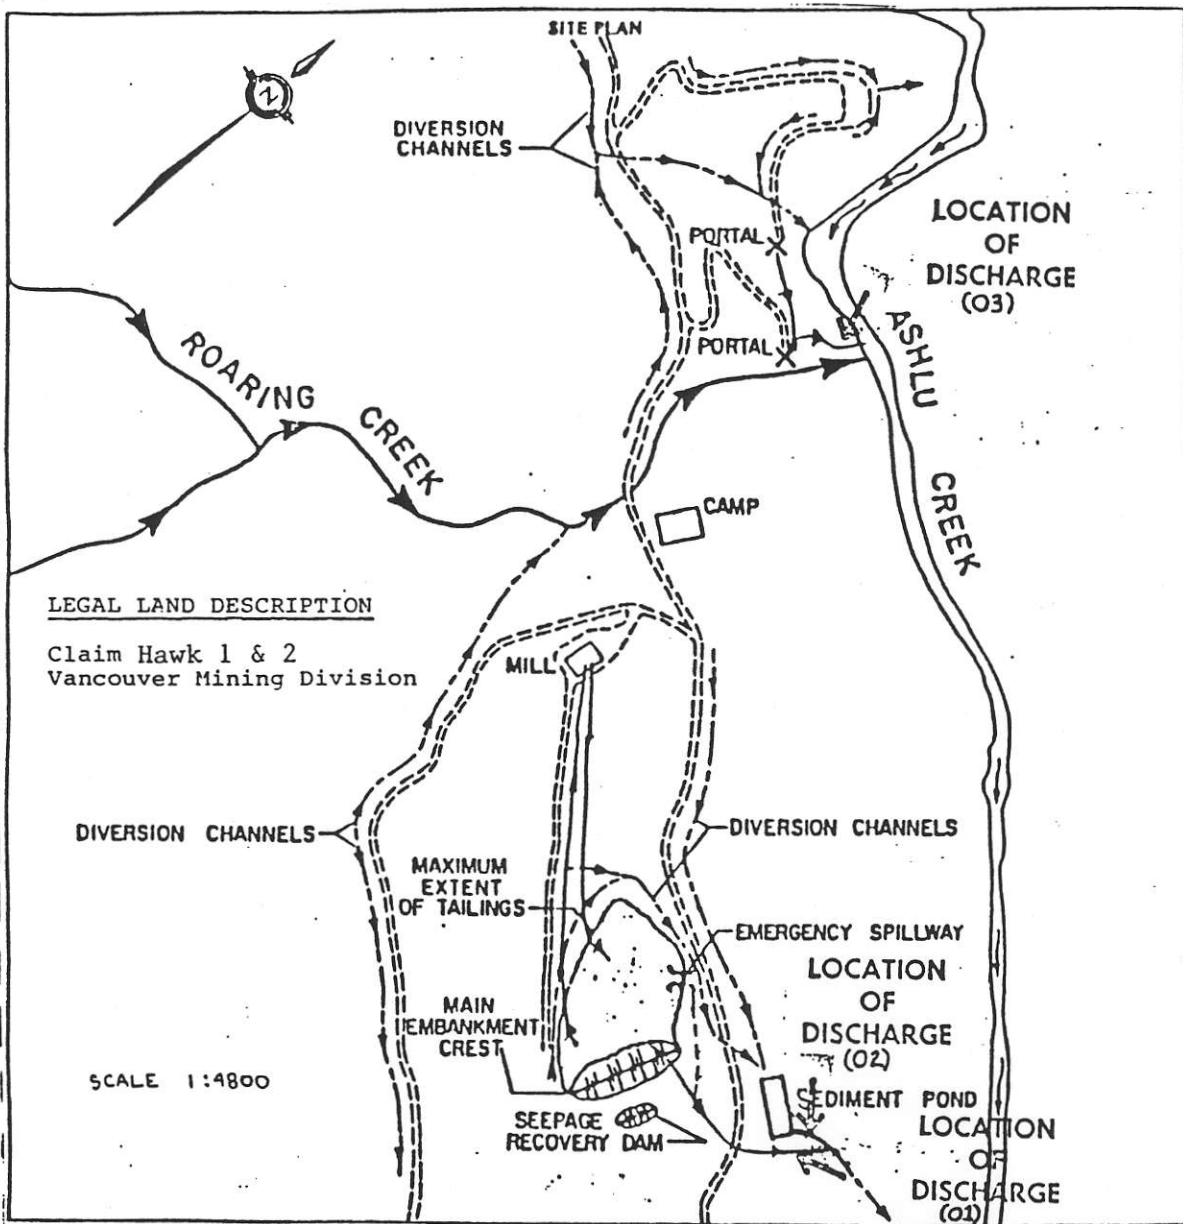 SITE PLAN
N
DIVERSION
CHANNELS
LOCATION
OF
DISCHARGE
(03)
PORTAL
PORTAL
ASHLU
CREEK
ROARING
CREEK
CAMP
LEGAL LAND DESCRIPTION
Claim Hawk 1 & 2
Vancouver Mining Division
MILL
DIVERSION CHANNELS
DIVERSION CHANNELS
MAXIMUM
EXTENT
OF TAILINGS
EMERGENCY SPILLWAY
LOCATION
OF
DISCHARGE
(02)
MAIN
EMBANKMENT
CREST
SCALE 1:4800
SEDIMENT POND
SEEPAGE
RECOVERY DAM
LOCATION
OF
DISCHARGE
(01)